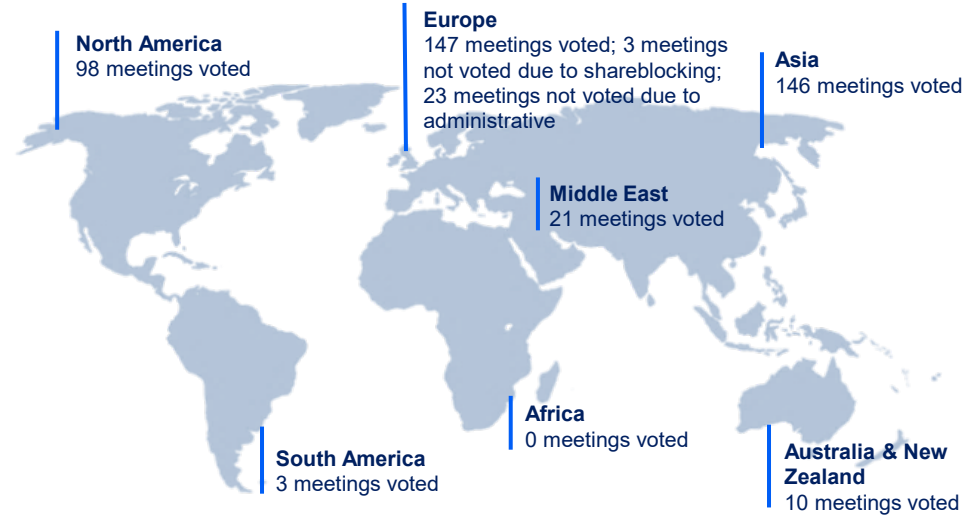 North America
98 meetings voted
Europe
147 meetings voted; 3 meetings
not voted due to shareblocking;
23 meetings not voted due to
administrative
Asia
146 meetings voted
Middle East
21 meetings voted
Africa
0 meetings voted
South America
3 meetings voted
Australia & New
Zealand
10 meetings voted